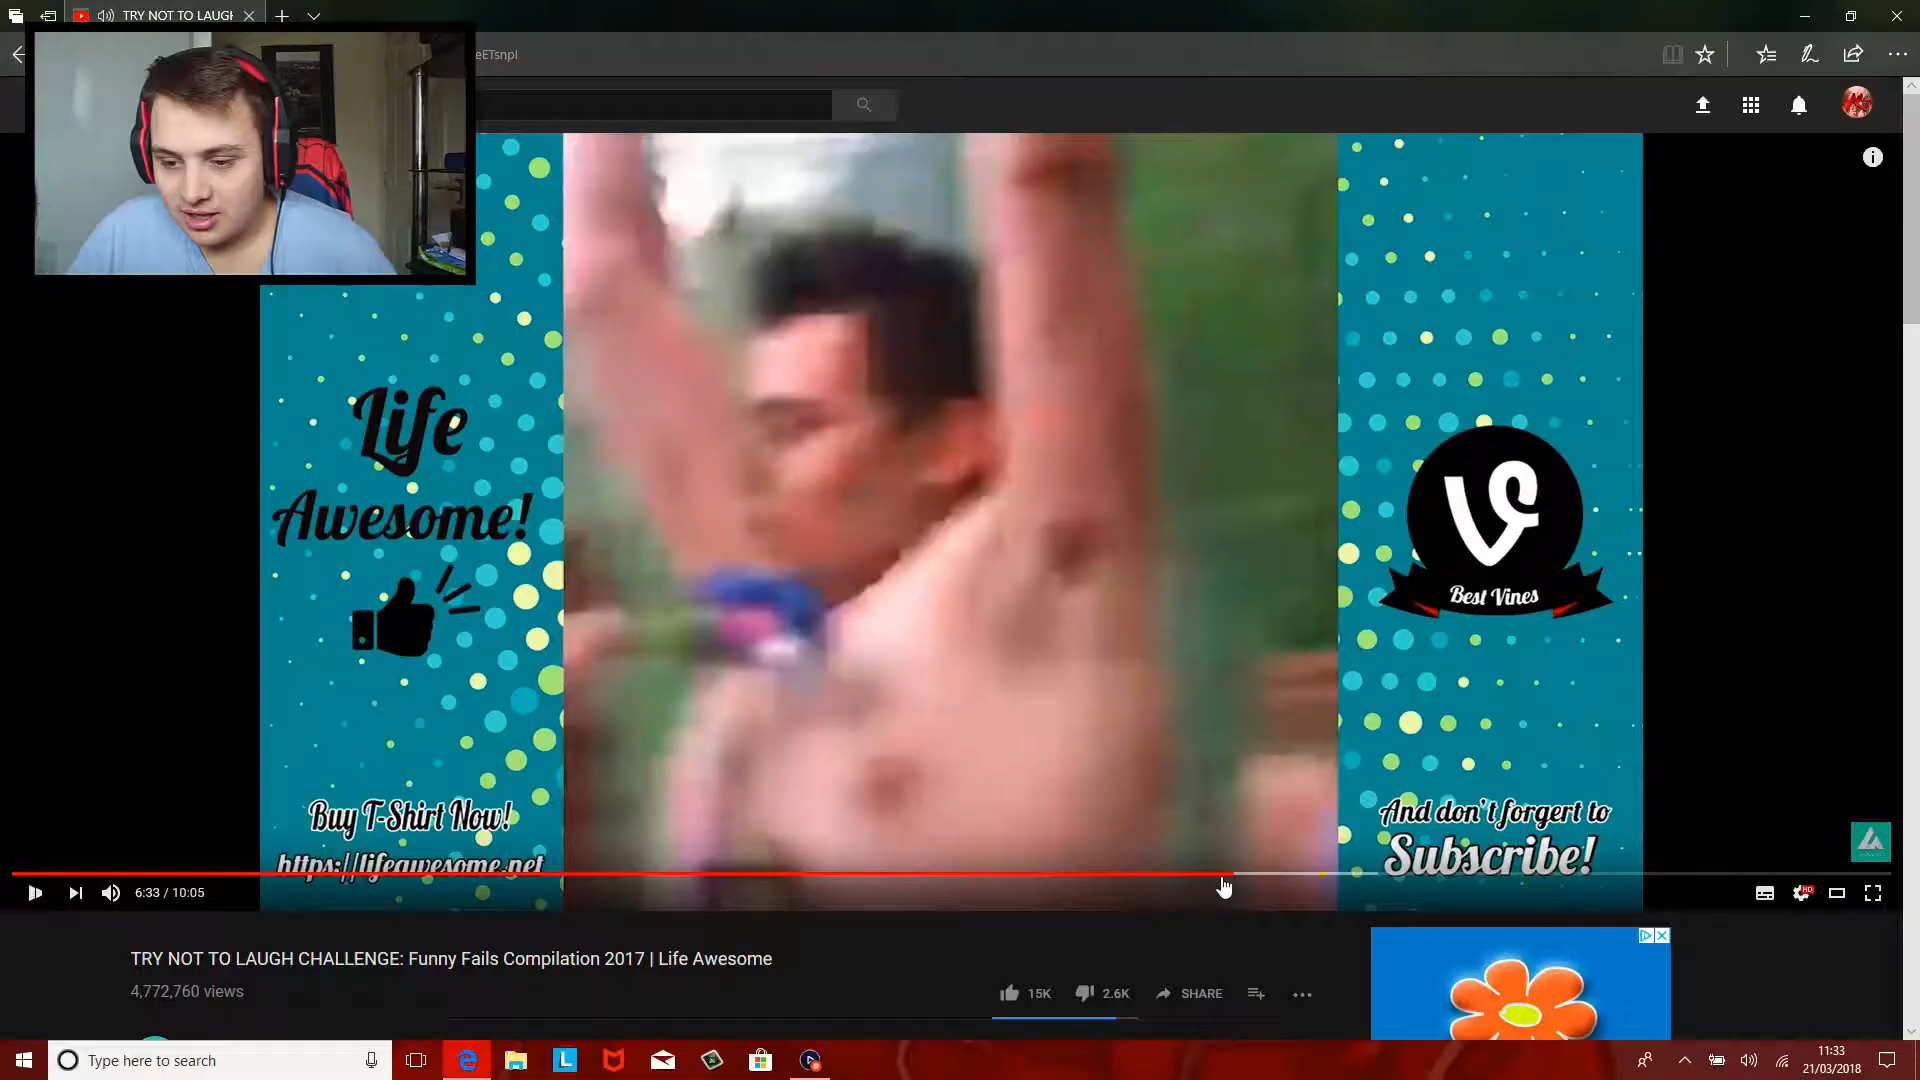 TRY NOT TO LAUGH
eETsnpI
Life
Awesome!
Best Vines
Buy T-Shirt Now!
https://lifeawesome.net
And don't forgert to
Subscribe!
6:33 / 10:05
HD
TRY NOT TO LAUGH CHALLENGE: Funny Fails Compilation 2017 | Life Awesome
4,772,760 views
15K
2.6K
SHARE
Type here to search
L
11:33
21/03/2018